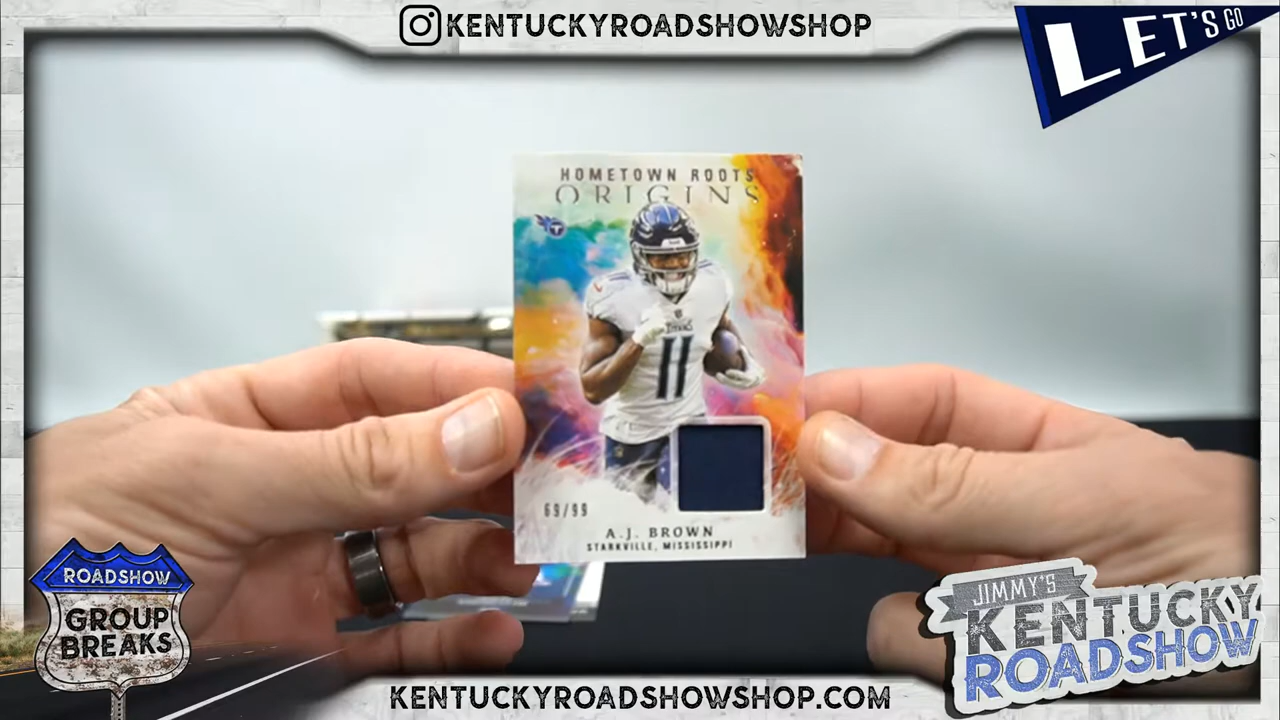 KENTUCKYROADSHOWSHOP
LET'S GO
HOMETOWN ROOTS
ORIGINS
TITANS
11
69/99
A.J. BROWN
STARKVILLE, MISSISSIPPI
ROADSHOW
GROUP
BREAKS
JIMMY'S
KENTUCKY
ROADSHOW
KENTUCKYROADSHOWSHOP.COM